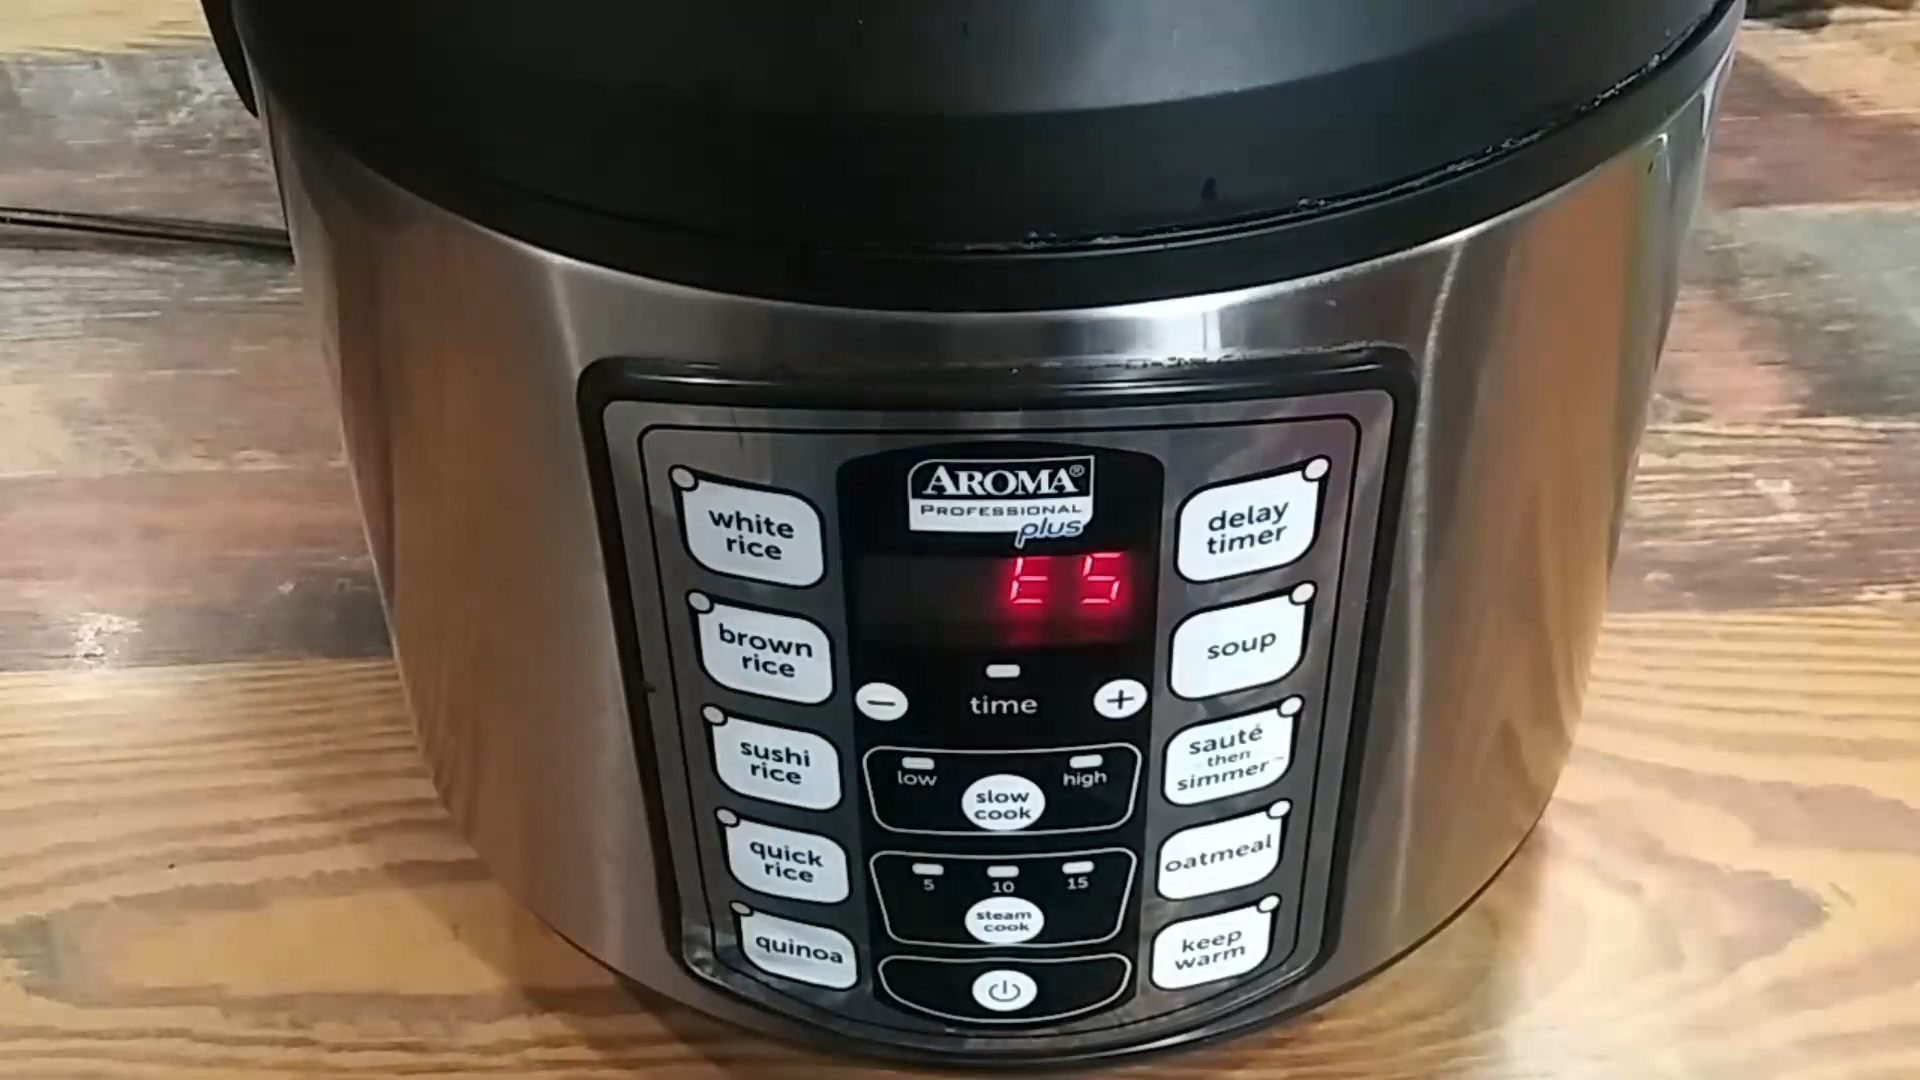 AROMA®
PROFESSIONAL
plus
E5
white
rice
brown
rice
sushi
rice
quick
rice
quinoa
− time +
low high
slow
cook
5 10 15
steam
cook
delay
timer
soup
sauté
then
simmer
oatmeal
keep
warm